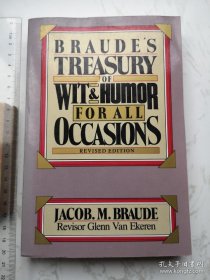 BRAUDE'S
TREASURY
OF
WIT & HUMOR
FOR ALL
OCCASIONS
REVISED EDITION
JACOB. M. BRAUDE
Revisor Glenn Van Ekeren